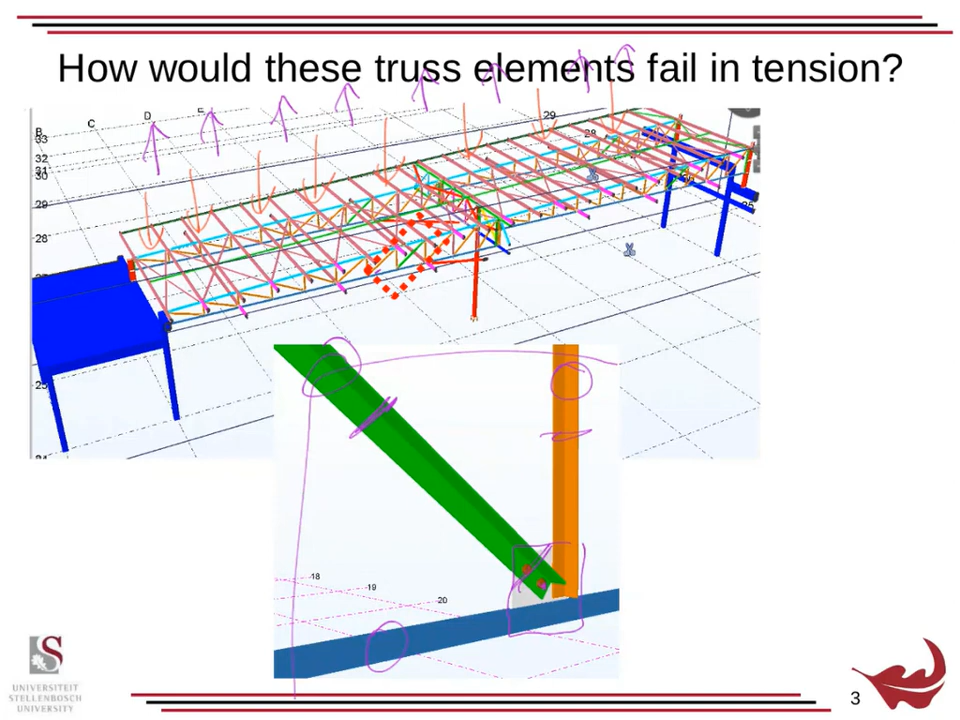 How would these truss elements fail in tension?
B
C
D
E
33
32
31
30
29
28
29
28
25
25
18
19
20
S
UNIVERSITEIT
STELLENBOSCH
UNIVERSITY
3